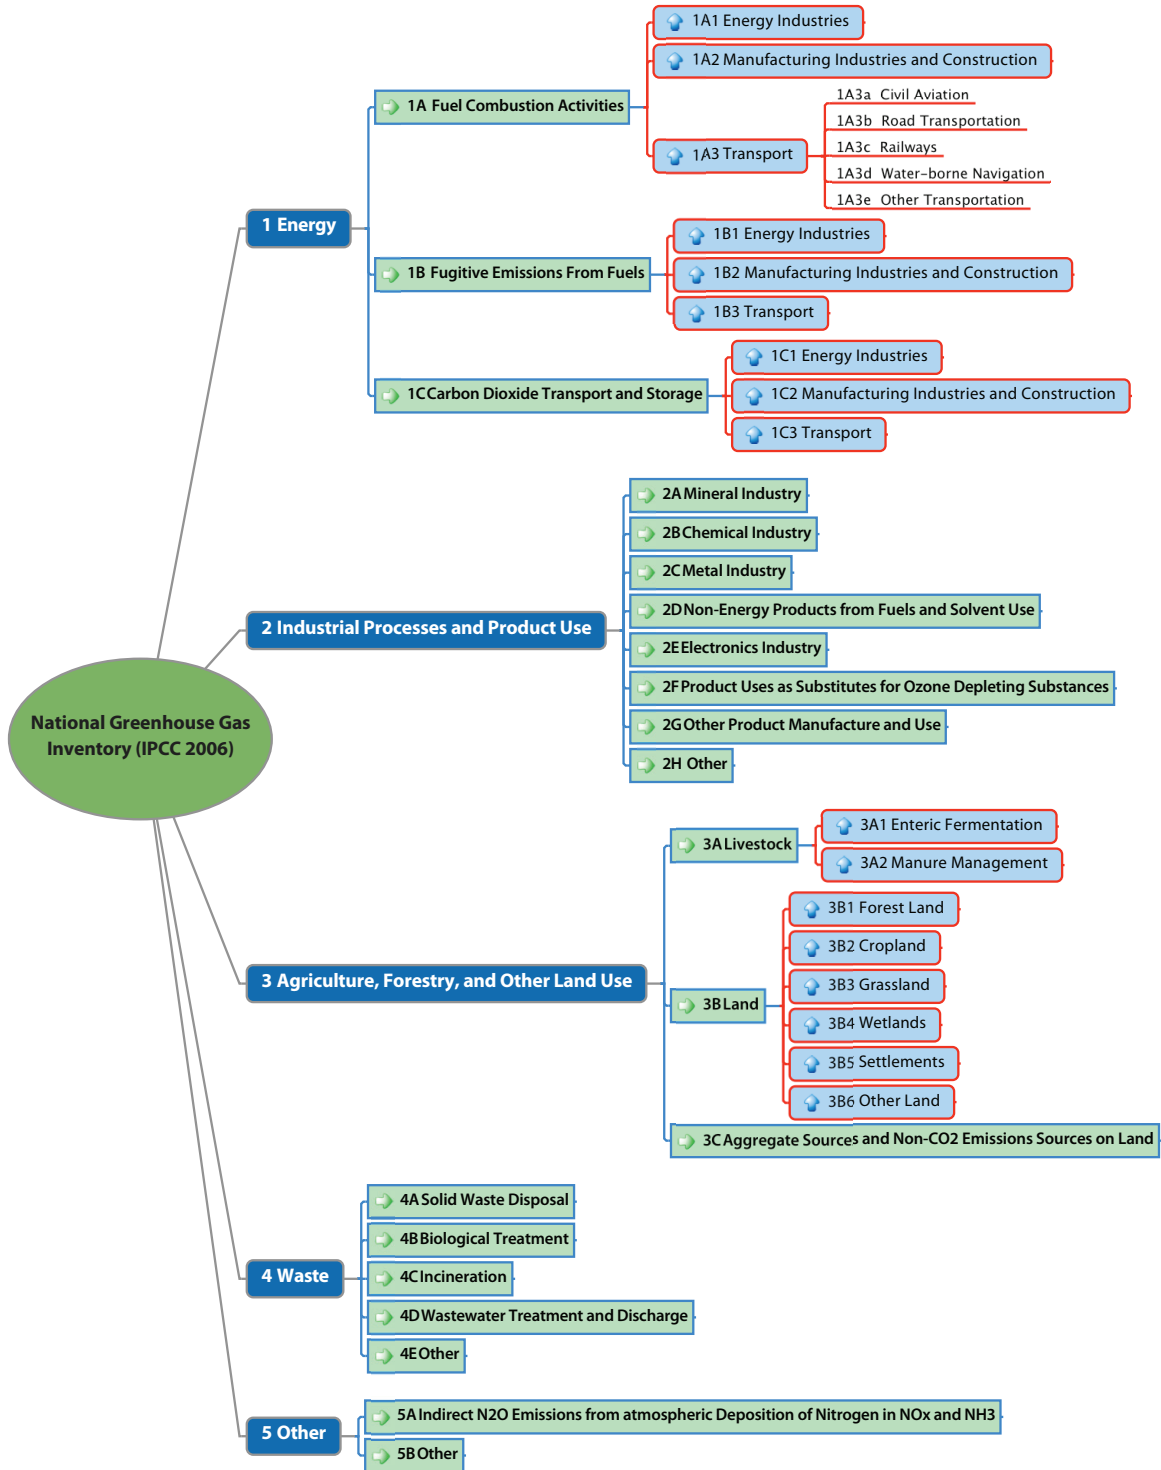 National Greenhouse Gas
Inventory (IPCC 2006)
1 Energy
1A Fuel Combustion Activities
1A1 Energy Industries
1A2 Manufacturing Industries and Construction
1A3 Transport
1A3a Civil Aviation
1A3b Road Transportation
1A3c Railways
1A3d Water-borne Navigation
1A3e Other Transportation
1B Fugitive Emissions From Fuels
1B1 Energy Industries
1B2 Manufacturing Industries and Construction
1B3 Transport
1C Carbon Dioxide Transport and Storage
1C1 Energy Industries
1C2 Manufacturing Industries and Construction
1C3 Transport
2 Industrial Processes and Product Use
2A Mineral Industry
2B Chemical Industry
2C Metal Industry
2D Non-Energy Products from Fuels and Solvent Use
2E Electronics Industry
2F Product Uses as Substitutes for Ozone Depleting Substances
2G Other Product Manufacture and Use
2H Other
3 Agriculture, Forestry, and Other Land Use
3A Livestock
3A1 Enteric Fermentation
3A2 Manure Management
3B Land
3B1 Forest Land
3B2 Cropland
3B3 Grassland
3B4 Wetlands
3B5 Settlements
3B6 Other Land
3C Aggregate Sources and Non-CO2 Emissions Sources on Land
4 Waste
4A Solid Waste Disposal
4B Biological Treatment
4C Incineration
4D Wastewater Treatment and Discharge
4E Other
5 Other
5A Indirect N2O Emissions from atmospheric Deposition of Nitrogen in NOx and NH3
5B Other